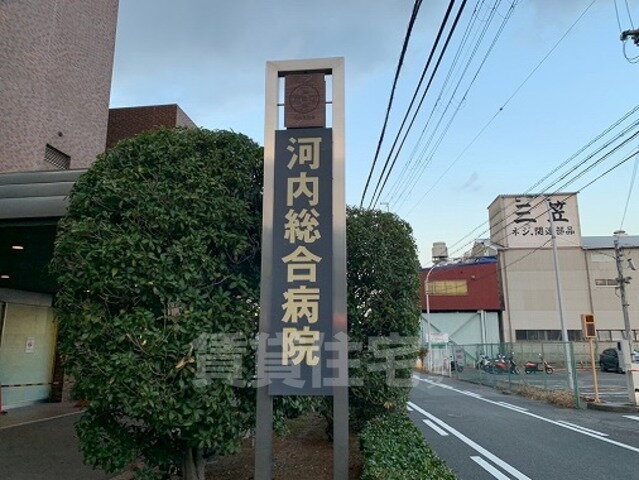 河内総合病院
三笠
ネジ、関連部品
賃貸住宅